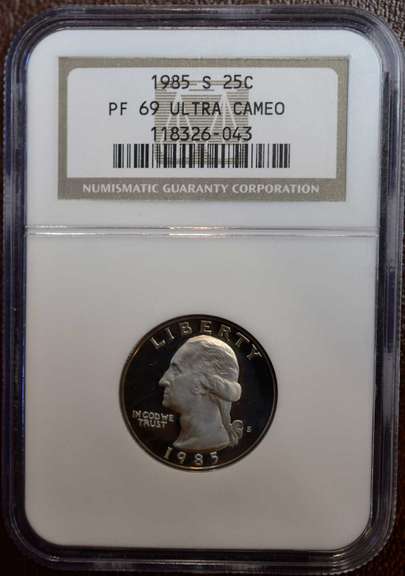 1985 S 25C
PF 69 ULTRA CAMEO
118326-043
NUMISMATIC GUARANTY CORPORATION
LIBERTY
IN GOD WE
TRUST
S
1985